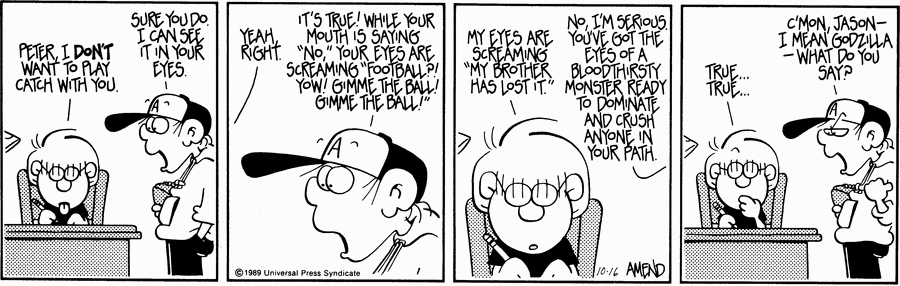 PETER, I DON'T
WANT TO PLAY
CATCH WITH YOU.
SURE YOU DO.
I CAN SEE
IT IN YOUR
EYES.
A
YEAH,
RIGHT.
IT'S TRUE! WHILE YOUR
MOUTH IS SAYING
"NO," YOUR EYES ARE
SCREAMING "FOOTBALL?!
YOW! GIMME THE BALL!
GIMME THE BALL!"
A
© 1989 Universal Press Syndicate
1
MY EYES ARE
SCREAMING
"MY BROTHER
HAS LOST IT."
NO, I'M SERIOUS.
YOU'VE GOT THE
EYES OF A
BLOODTHIRSTY
MONSTER READY
TO DOMINATE
AND CRUSH
ANYONE IN
YOUR PATH.
10-16 AMEND
TRUE...
TRUE...
C'MON, JASON—
I MEAN GODZILLA
—WHAT DO YOU
SAY?
A